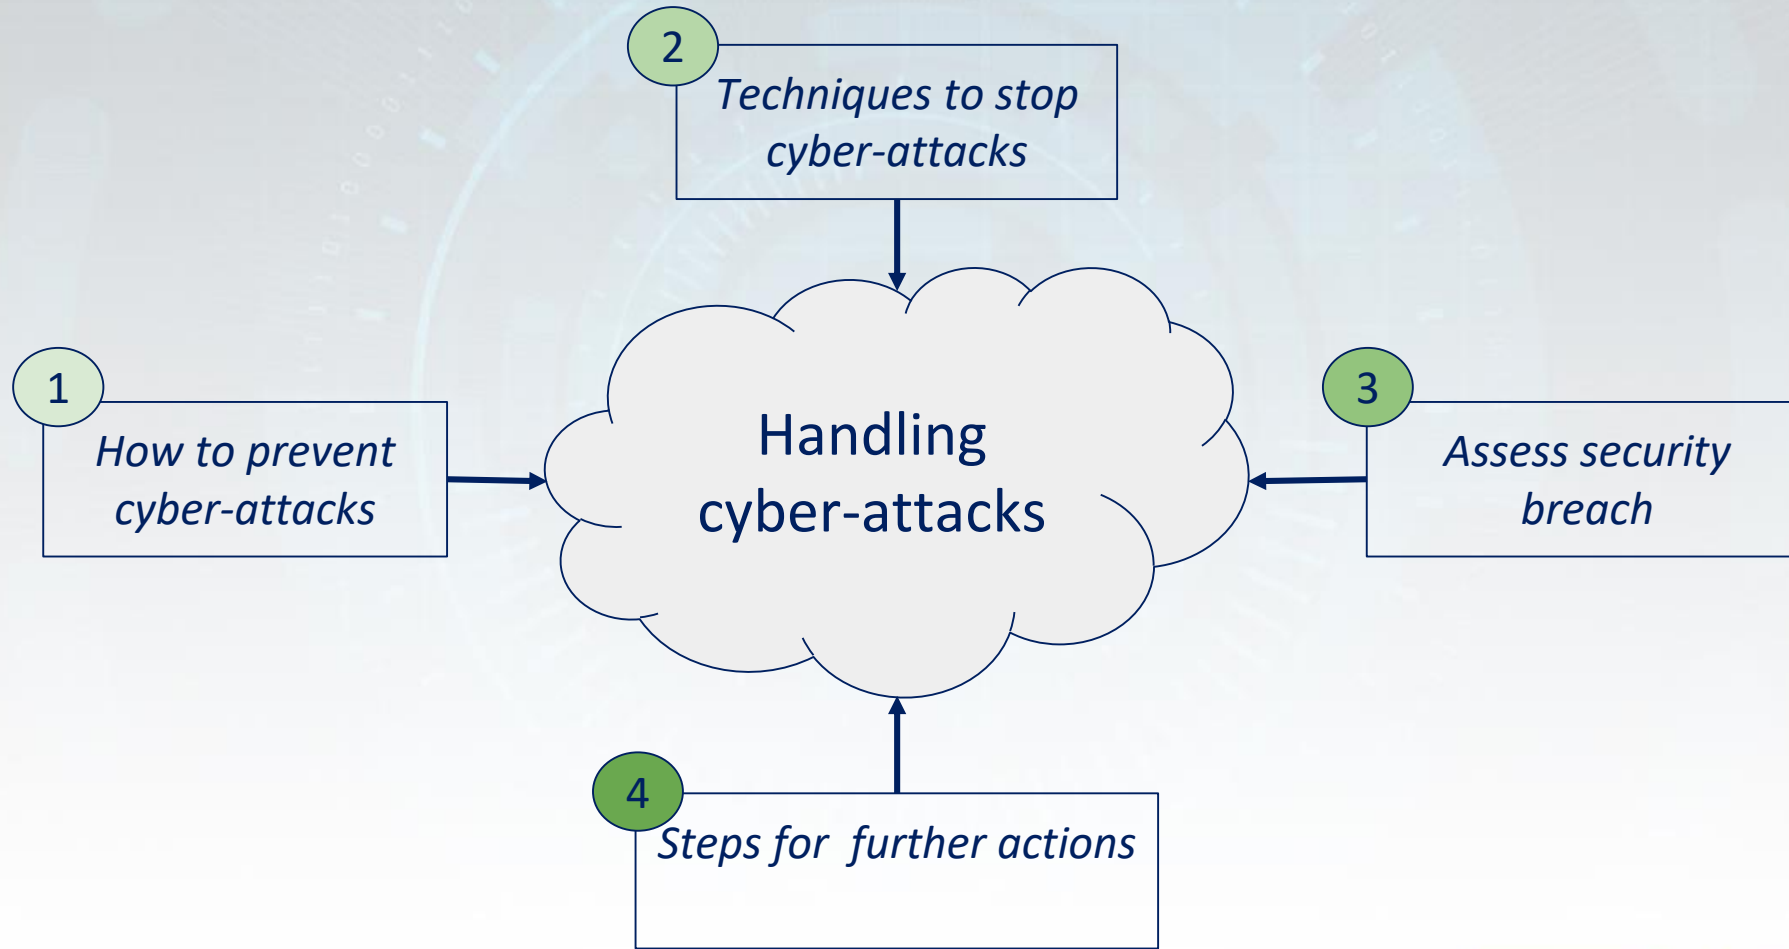 1
How to prevent
cyber-attacks
2
Techniques to stop
cyber-attacks
Handling
cyber-attacks
3
Assess security
breach
4
Steps for  further actions